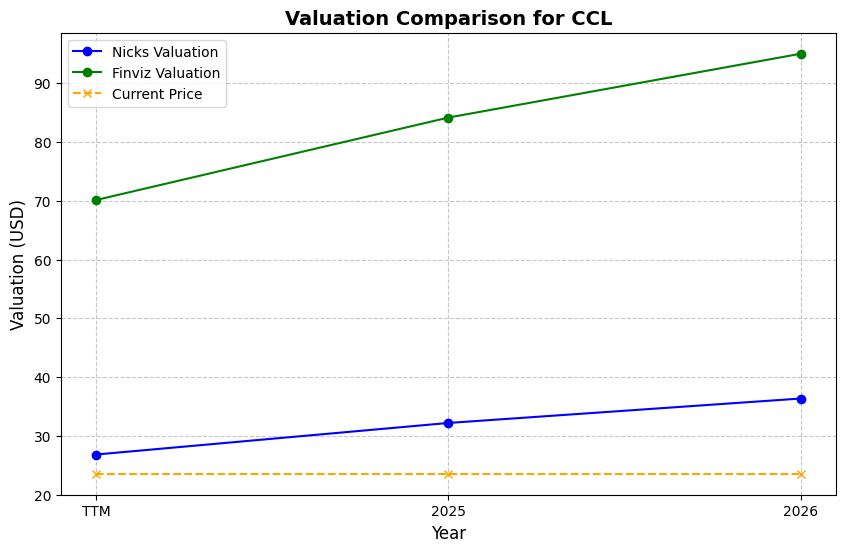 Valuation Comparison for CCL
Nicks Valuation
Finviz Valuation
Current Price
Valuation (USD)
90
80
70
60
50
40
30
20
TTM
2025
2026
Year